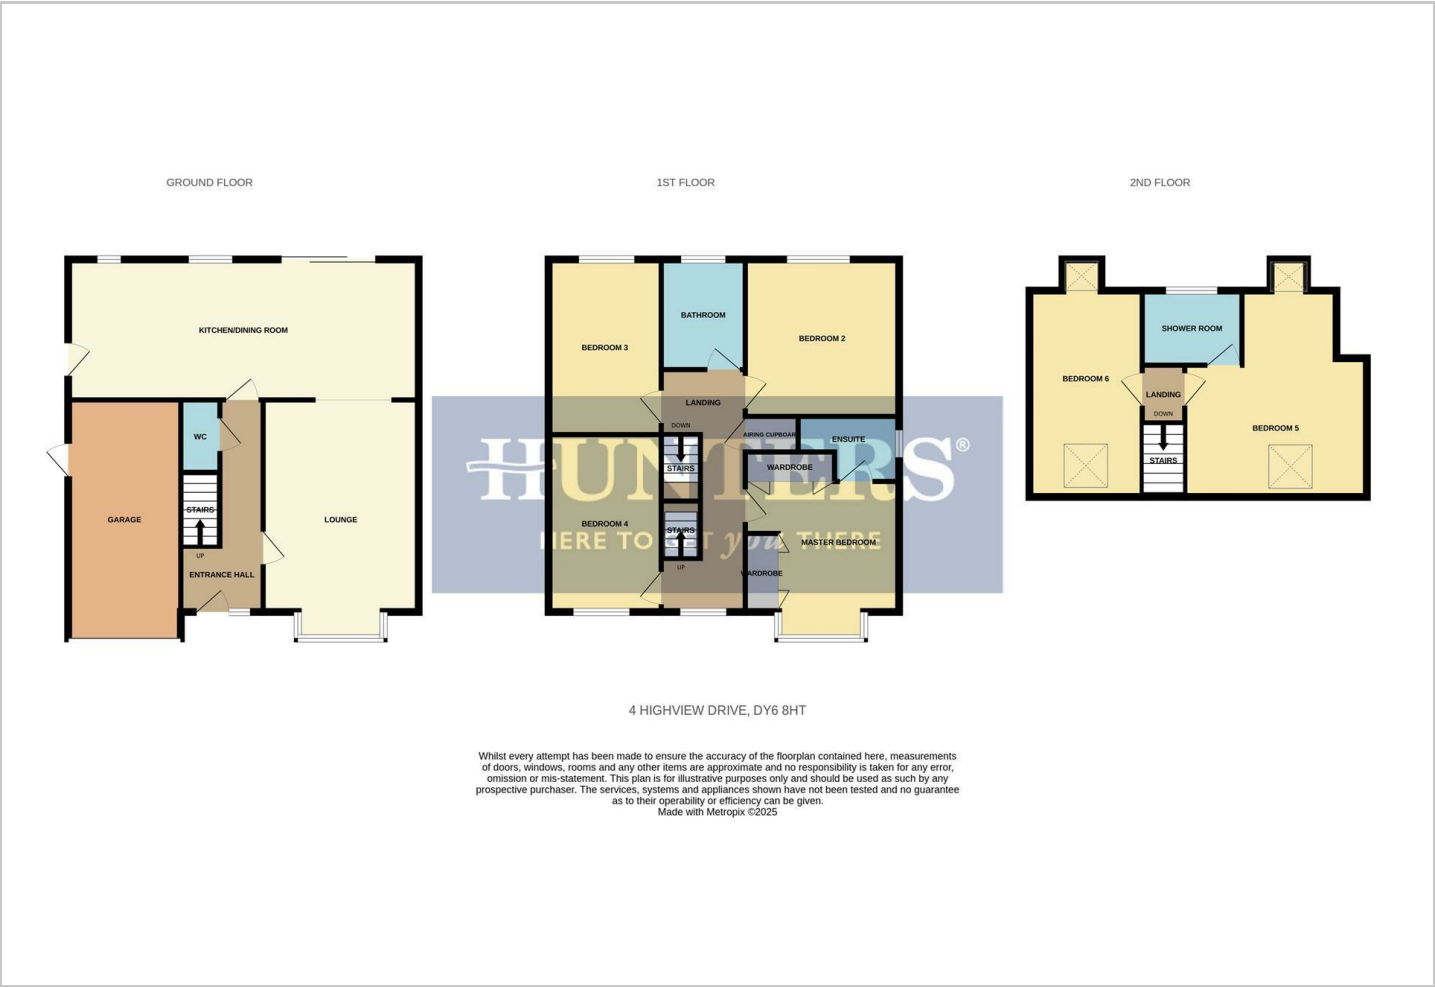 GROUND FLOOR
1ST FLOOR
2ND FLOOR
KITCHEN/DINING ROOM
WC
STAIRS
UP
GARAGE
LOUNGE
ENTRANCE HALL
BATHROOM
BEDROOM 2
BEDROOM 3
LANDING
DOWN
AIRING CUPBOAR
ENSUITE
STAIRS
WARDROBE
BEDROOM 4
STAIRS
MASTER BEDROOM
UP
WARDROBE
HUNTERS®
HERE TO GET you THERE
SHOWER ROOM
BEDROOM 6
LANDING
DOWN
BEDROOM 5
STAIRS
4 HIGHVIEW DRIVE, DY6 8HT
Whilst every attempt has been made to ensure the accuracy of the floorplan contained here, measurements
of doors, windows, rooms and any other items are approximate and no responsibility is taken for any error,
omission or mis-statement. This plan is for illustrative purposes only and should be used as such by any
prospective purchaser. The services, systems and appliances shown have not been tested and no guarantee
as to their operability or efficiency can be given.
Made with Metropix ©2025